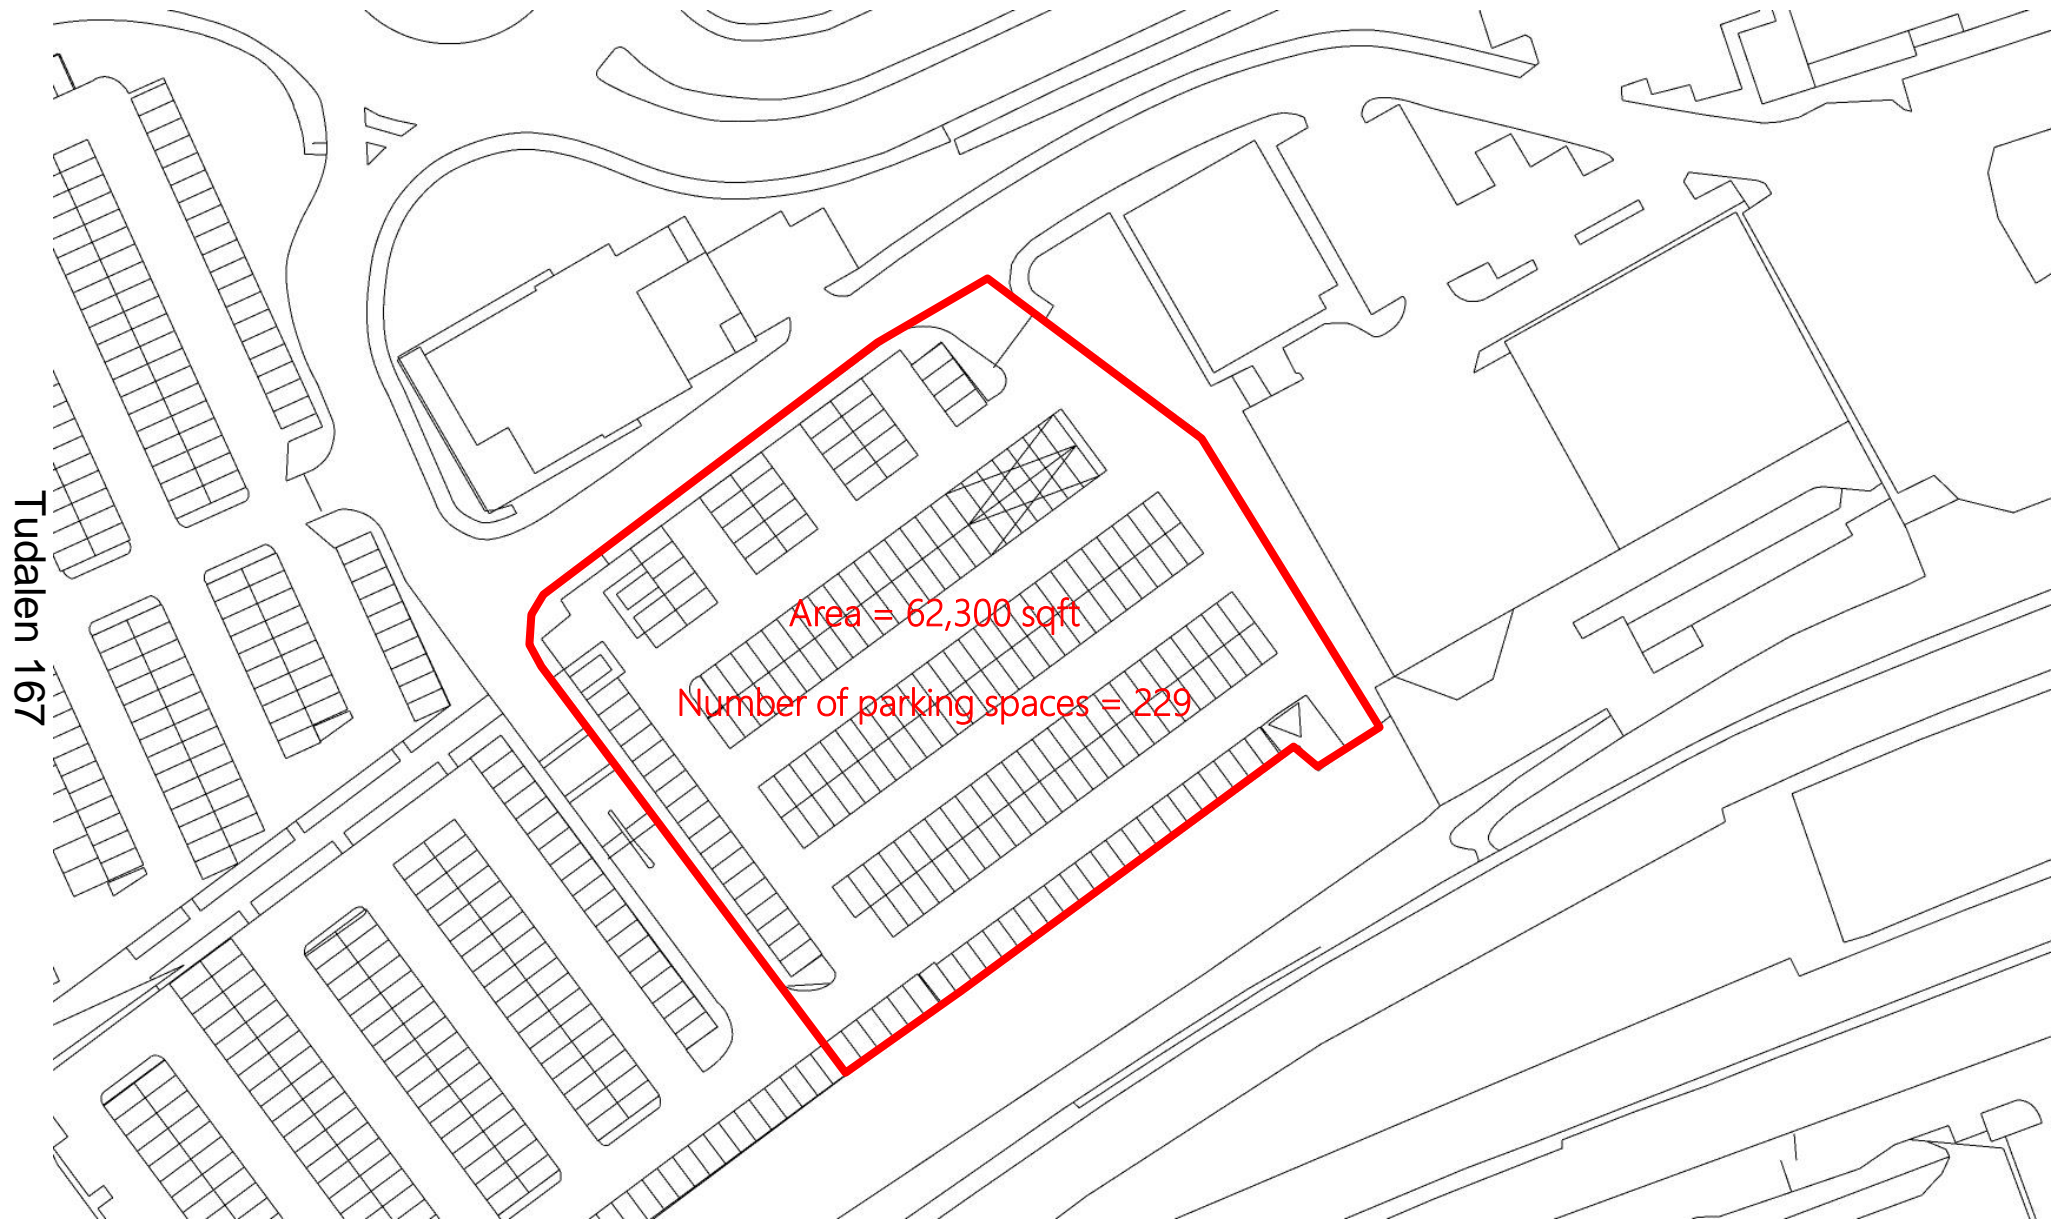 Tudalen 167
Area = 62,300 sqft
Number of parking spaces = 229